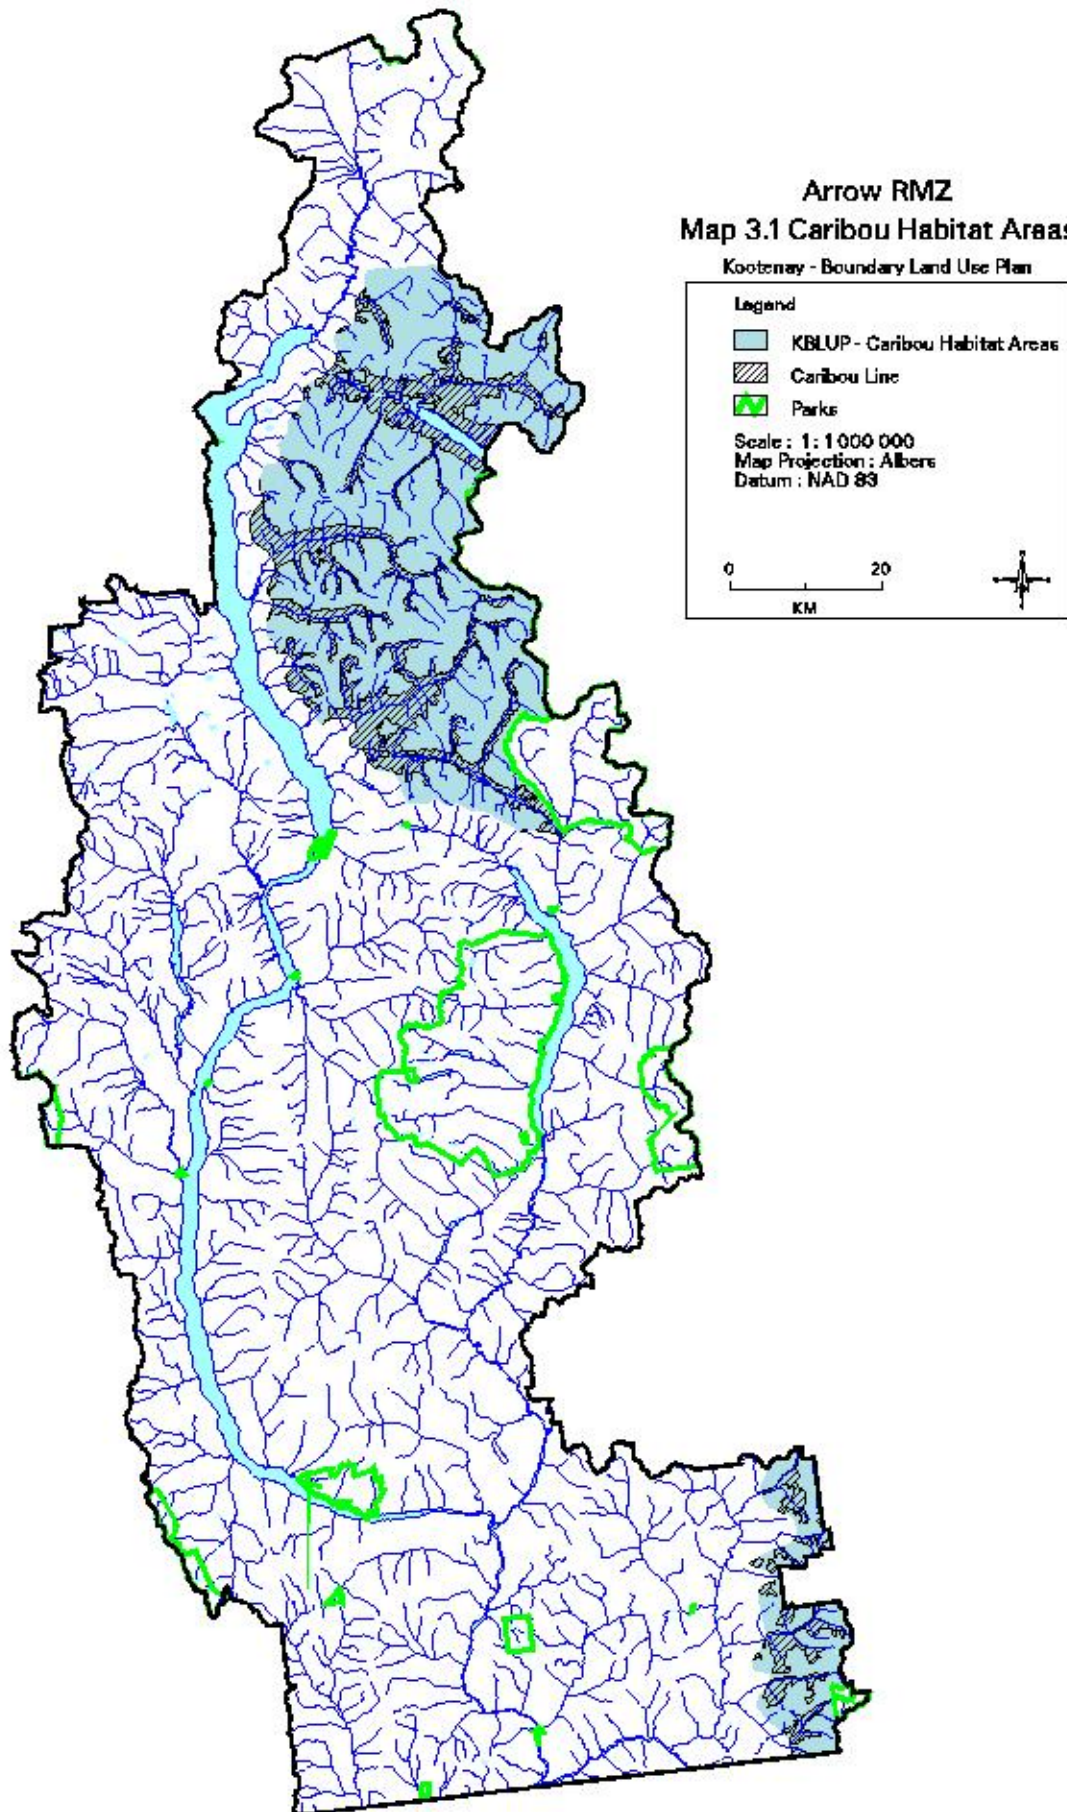 Arrow RMZ
Map 3.1 Caribou Habitat Areas
Kootenay - Boundary Land Use Plan
Legend
KBLUP - Caribou Habitat Areas
Caribou Line
Parks
Scale : 1 : 1 000 000
Map Projection : Albers
Datum : NAD 83
0 20
KM